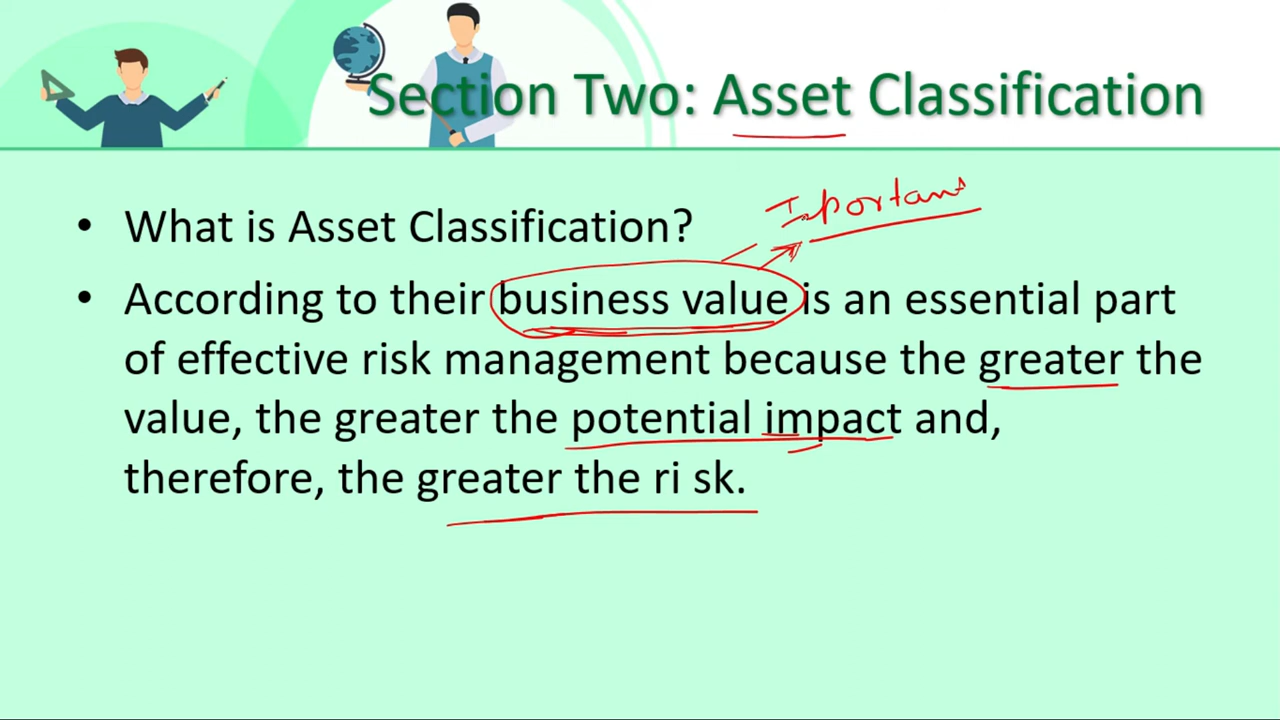 Section Two: Asset Classification
Important
• What is Asset Classification?
• According to their business value is an essential part
of effective risk management because the greater the
value, the greater the potential impact and,
therefore, the greater the ri sk.